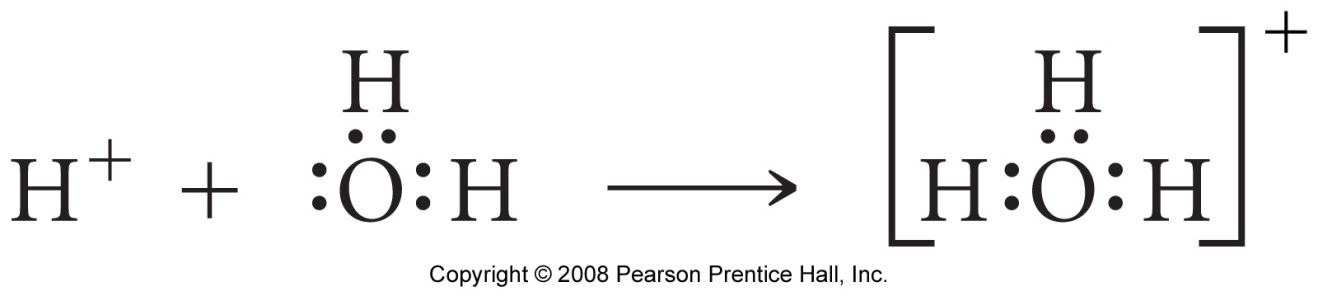 H H
H⁺ + :Ö:H ⟶ [H:Ö:H]⁺
Copyright © 2008 Pearson Prentice Hall, Inc.